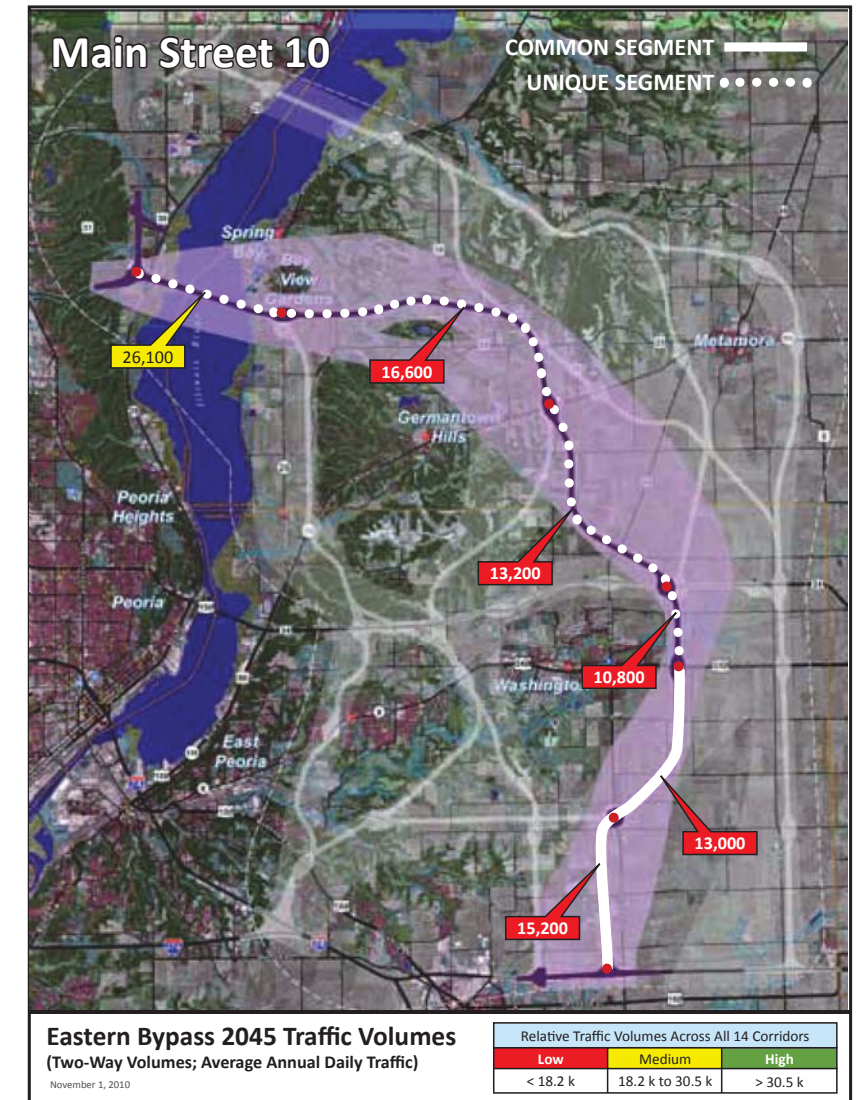 Main Street 10
COMMON SEGMENT
UNIQUE SEGMENT
Spring
Bay
Bay
View
Gardens
26,100
16,600
Metamora
Germantown
Hills
Peoria
Heights
13,200
Peoria
10,800
Washington
East
Peoria
13,000
15,200
Eastern Bypass 2045 Traffic Volumes
(Two-Way Volumes; Average Annual Daily Traffic)
November 1, 2010
Relative Traffic Volumes Across All 14 Corridors
Low Medium High
< 18.2 k 18.2 k to 30.5 k > 30.5 k